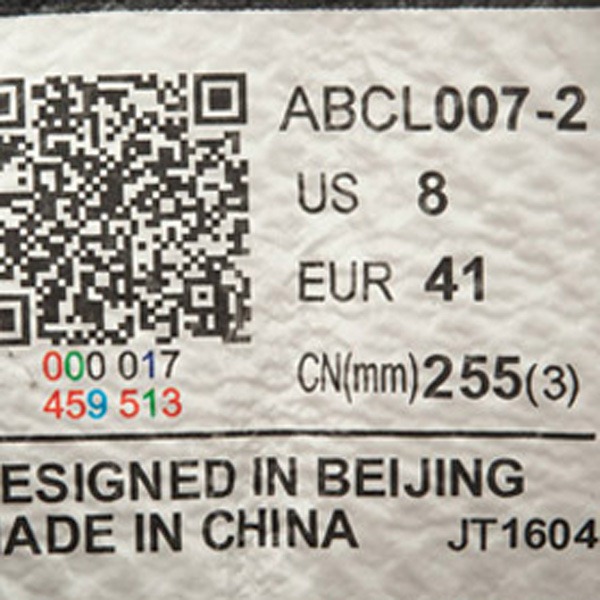 ABCL007-2
US 8
EUR 41
CN(mm)255(3)
000 017
459 513
ESIGNED IN BEIJING
ADE IN CHINA JT1604